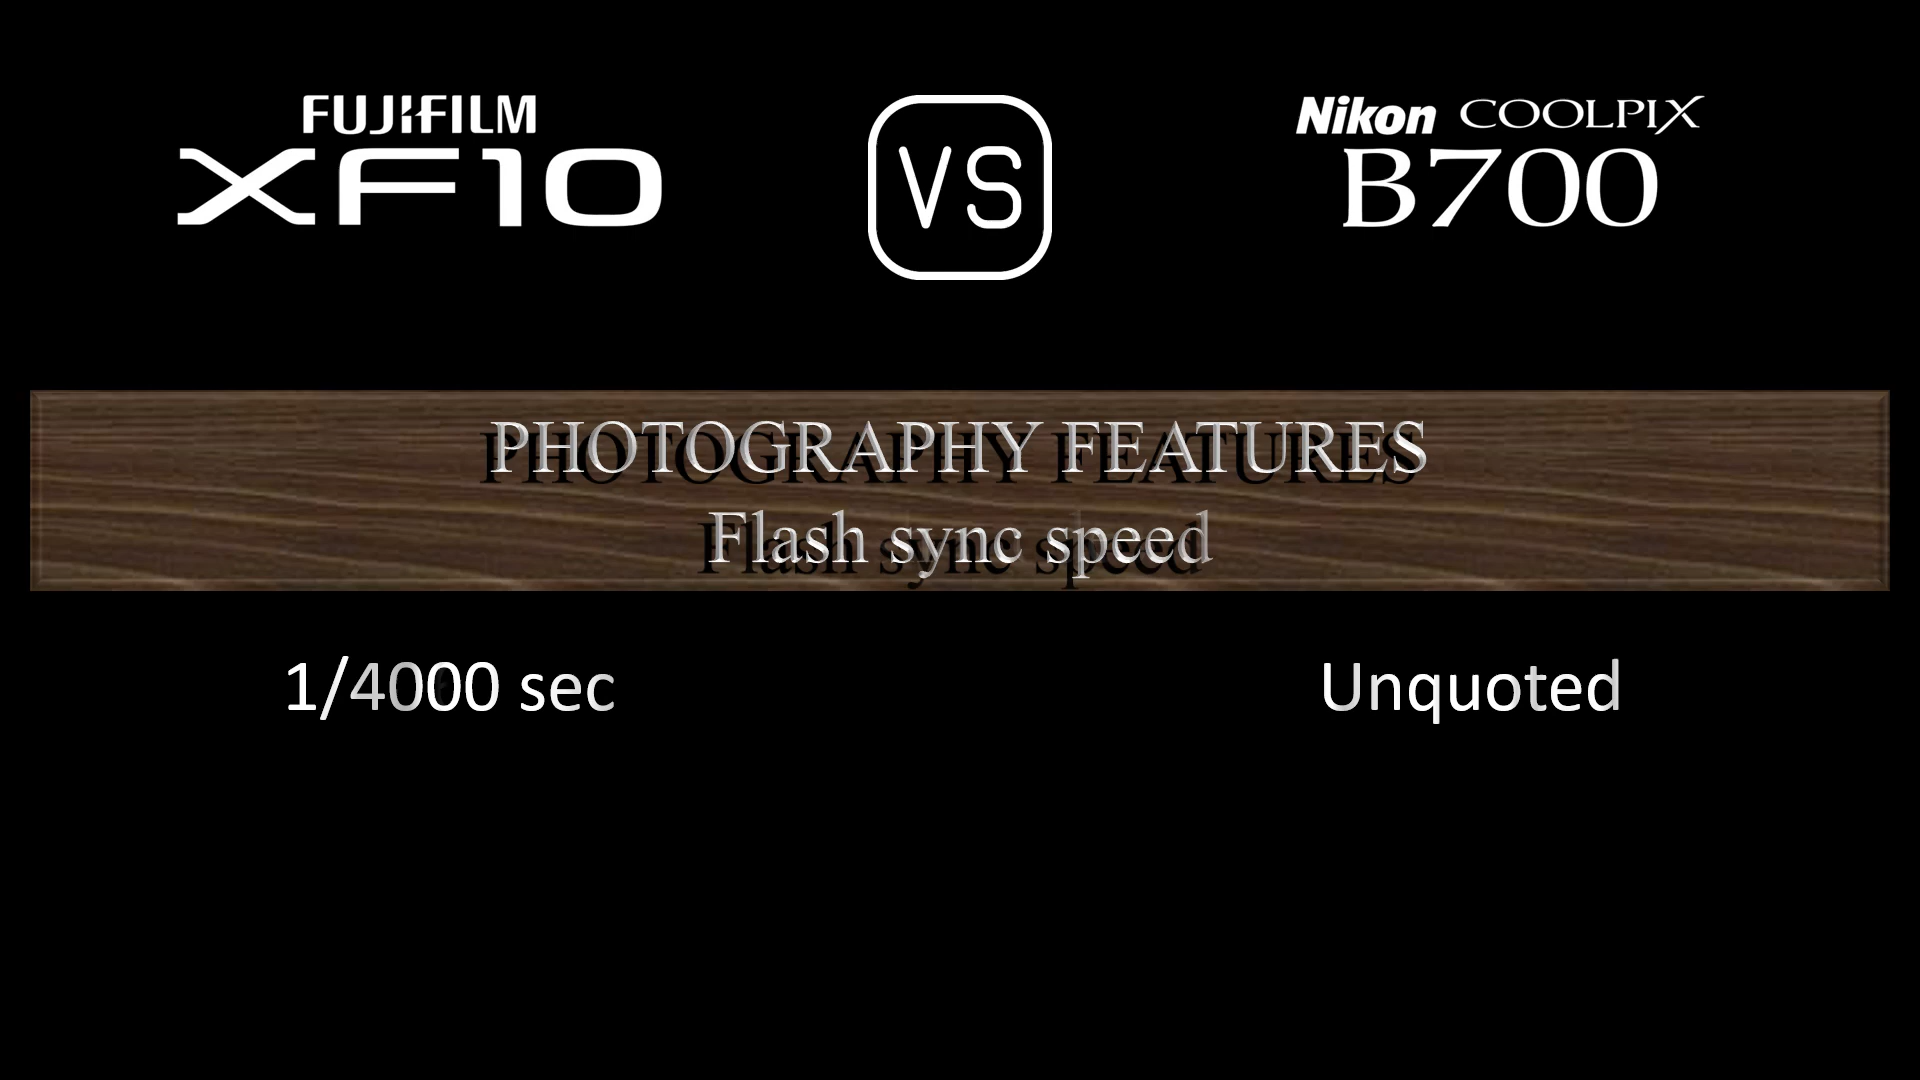 FUJIFILM
XF10
VS
Nikon COOLPIX
B700
PHOTOGRAPHY FEATURES
Flash sync speed
1/4000 sec
Unquoted